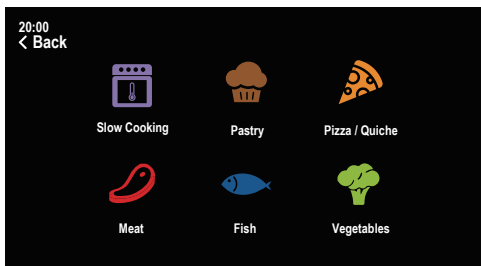 20:00
< Back
Slow Cooking
Pastry
Pizza / Quiche
Meat
Fish
Vegetables